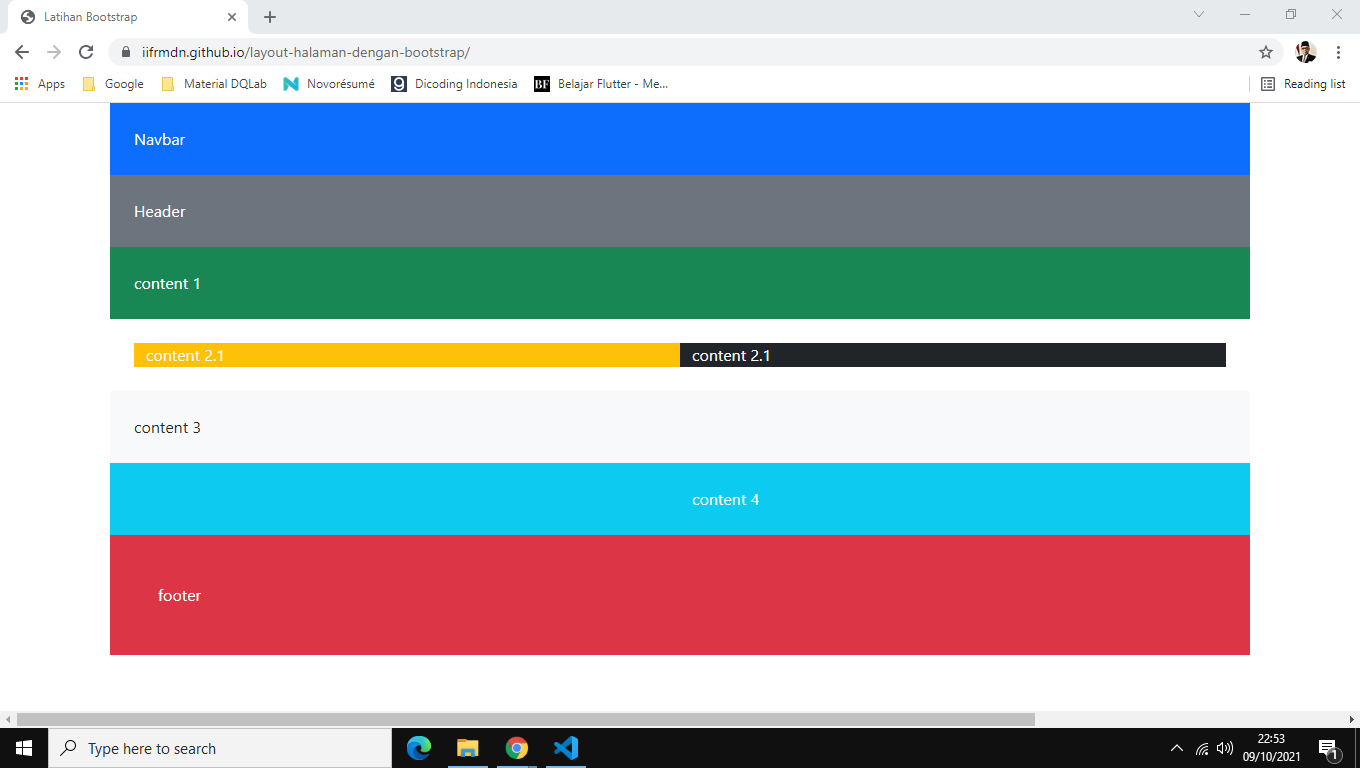 Latihan Bootstrap
iifrmdn.github.io/layout-halaman-dengan-bootstrap/
Apps Google Material DQLab Novorésumé Dicoding Indonesia BF Belajar Flutter - Me... Reading list
Navbar
Header
content 1
content 2.1 content 2.1
content 3
content 4
footer
Type here to search
22:53
09/10/2021
1